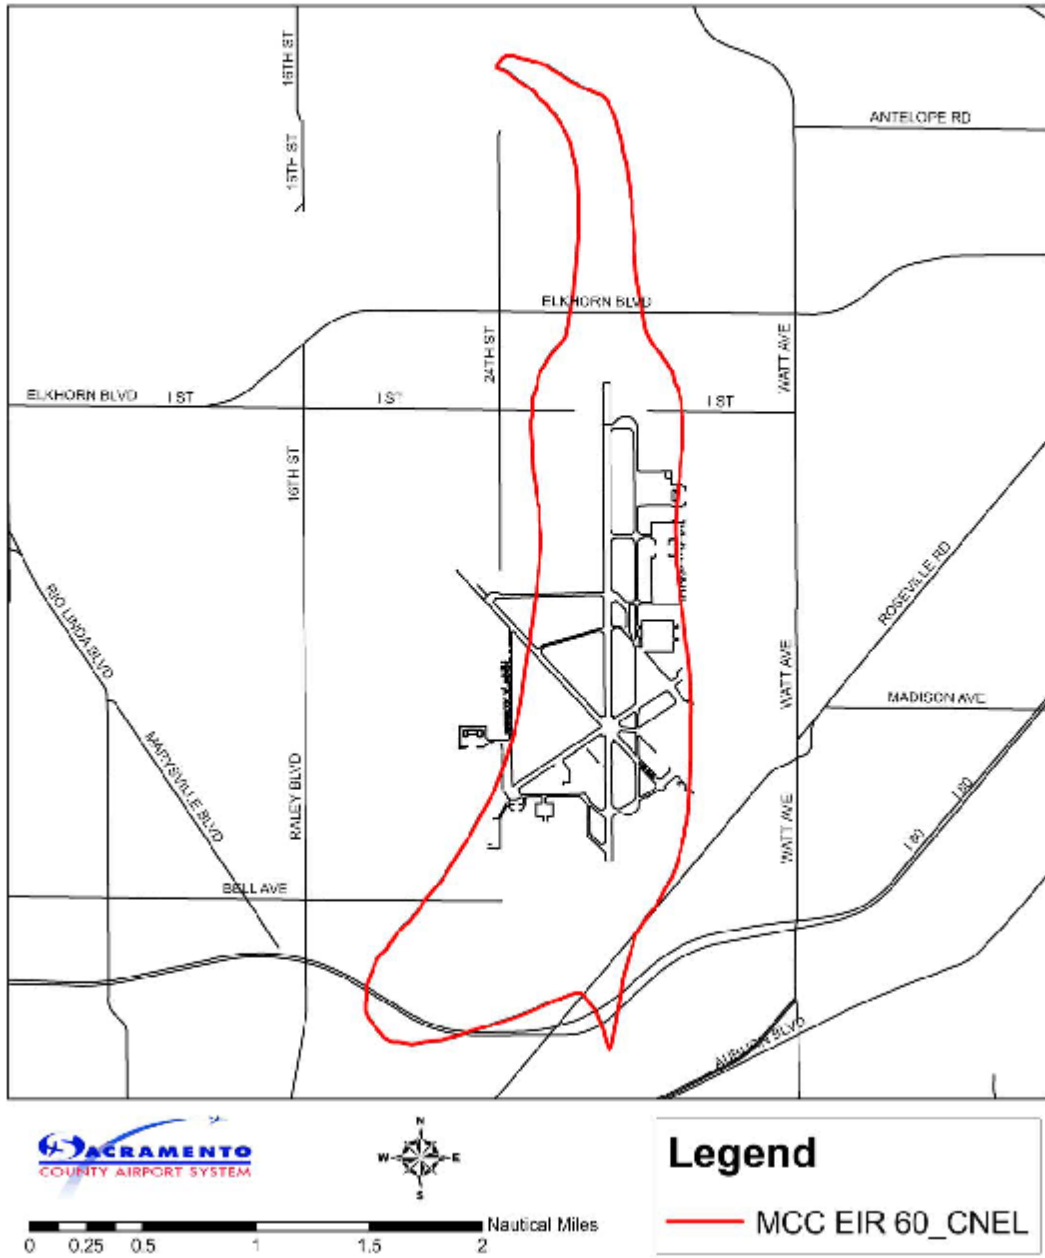 16TH ST
ANTELOPE RD
15TH ST
ELKHORN BLVD
24TH ST
WATT AVE
ELKHORN BLVD
I ST
I ST
I ST
16TH ST
ROSEVILLE RD
RIO LINDA BLVD
WATT AVE
MADISON AVE
MARYSVILLE BLVD
RALEY BLVD
I 80
WATT AVE
I 80
BELL AVE
AUBURN BLVD
SACRAMENTO
COUNTY AIRPORT SYSTEM
N
W E
S
Legend
MCC EIR 60_CNEL
Nautical Miles
0 0.25 0.5 1 1.5 2